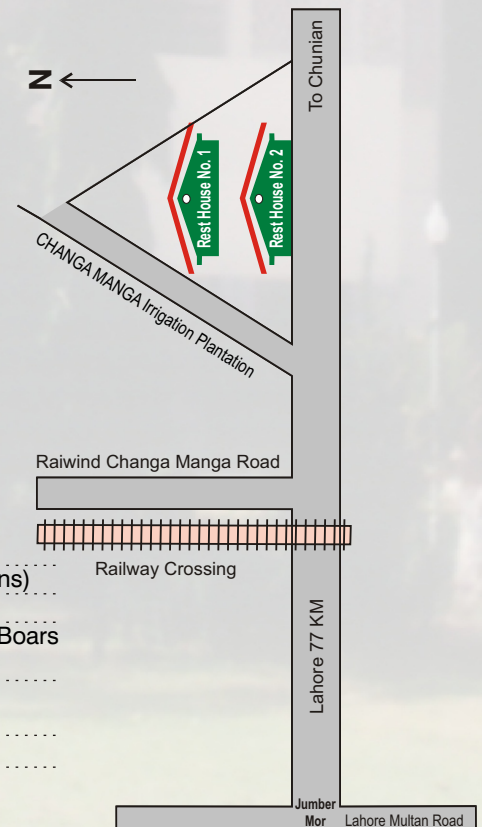 N
To Chunian
Rest House No. 1
Rest House No. 2
CHANGA MANGA Irrigation Plantation
Raiwind Changa Manga Road
Railway Crossing
ns)
Boars
Lahore 77 KM
Jumber
Mor
Lahore Multan Road